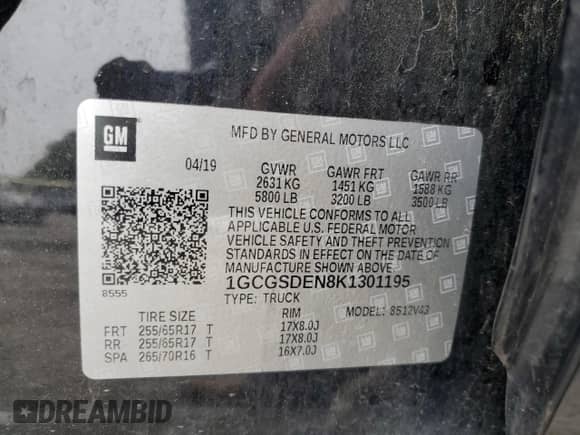 GM
MFD BY GENERAL MOTORS LLC
04/19 GVWR GAWR FRT GAWR RR
2631 KG 1451 KG 1588 KG
5800 LB 3200 LB 3500 LB
THIS VEHICLE CONFORMS TO ALL
APPLICABLE U.S. FEDERAL MOTOR
VEHICLE SAFETY AND THEFT PREVENTION
STANDARDS IN EFFECT ON THE DATE OF
MANUFACTURE SHOWN ABOVE.
8555 1GCGSDEN8K1301195
TYPE: TRUCK MODEL: 8S12V43
TIRE SIZE RIM
FRT 255/65R17 T 17X8.0J
RR 255/65R17 T 17X8.0J
SPA 265/70R16 T 16X7.0J
DREAMBID